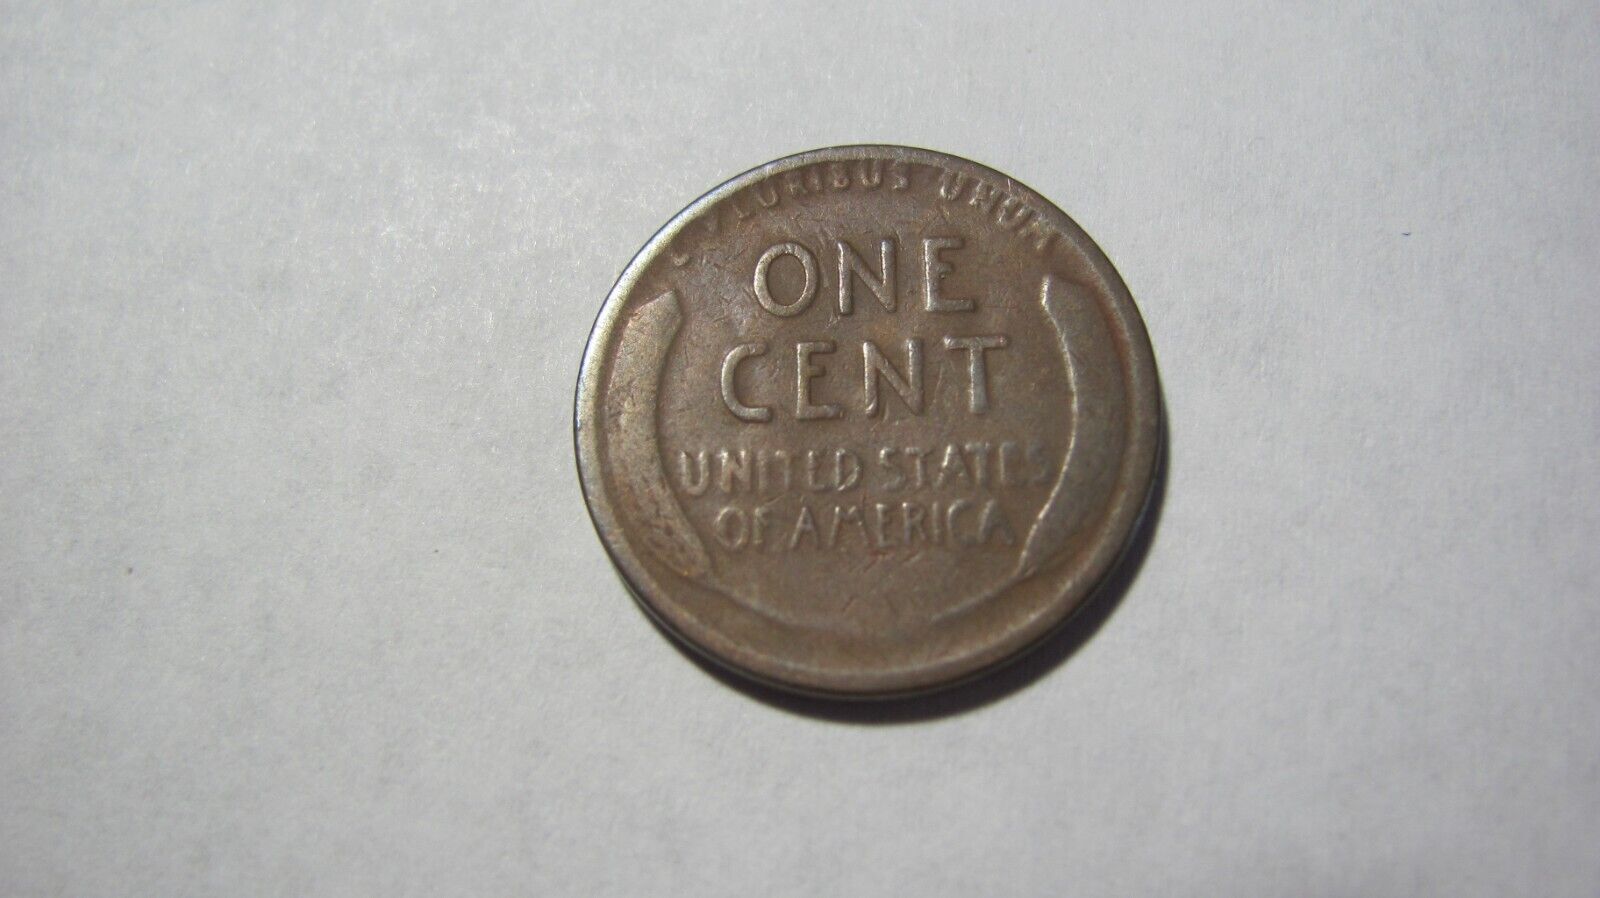 PLURIBUS UNUM
ONE
CENT
UNITED STATES
OF AMERICA